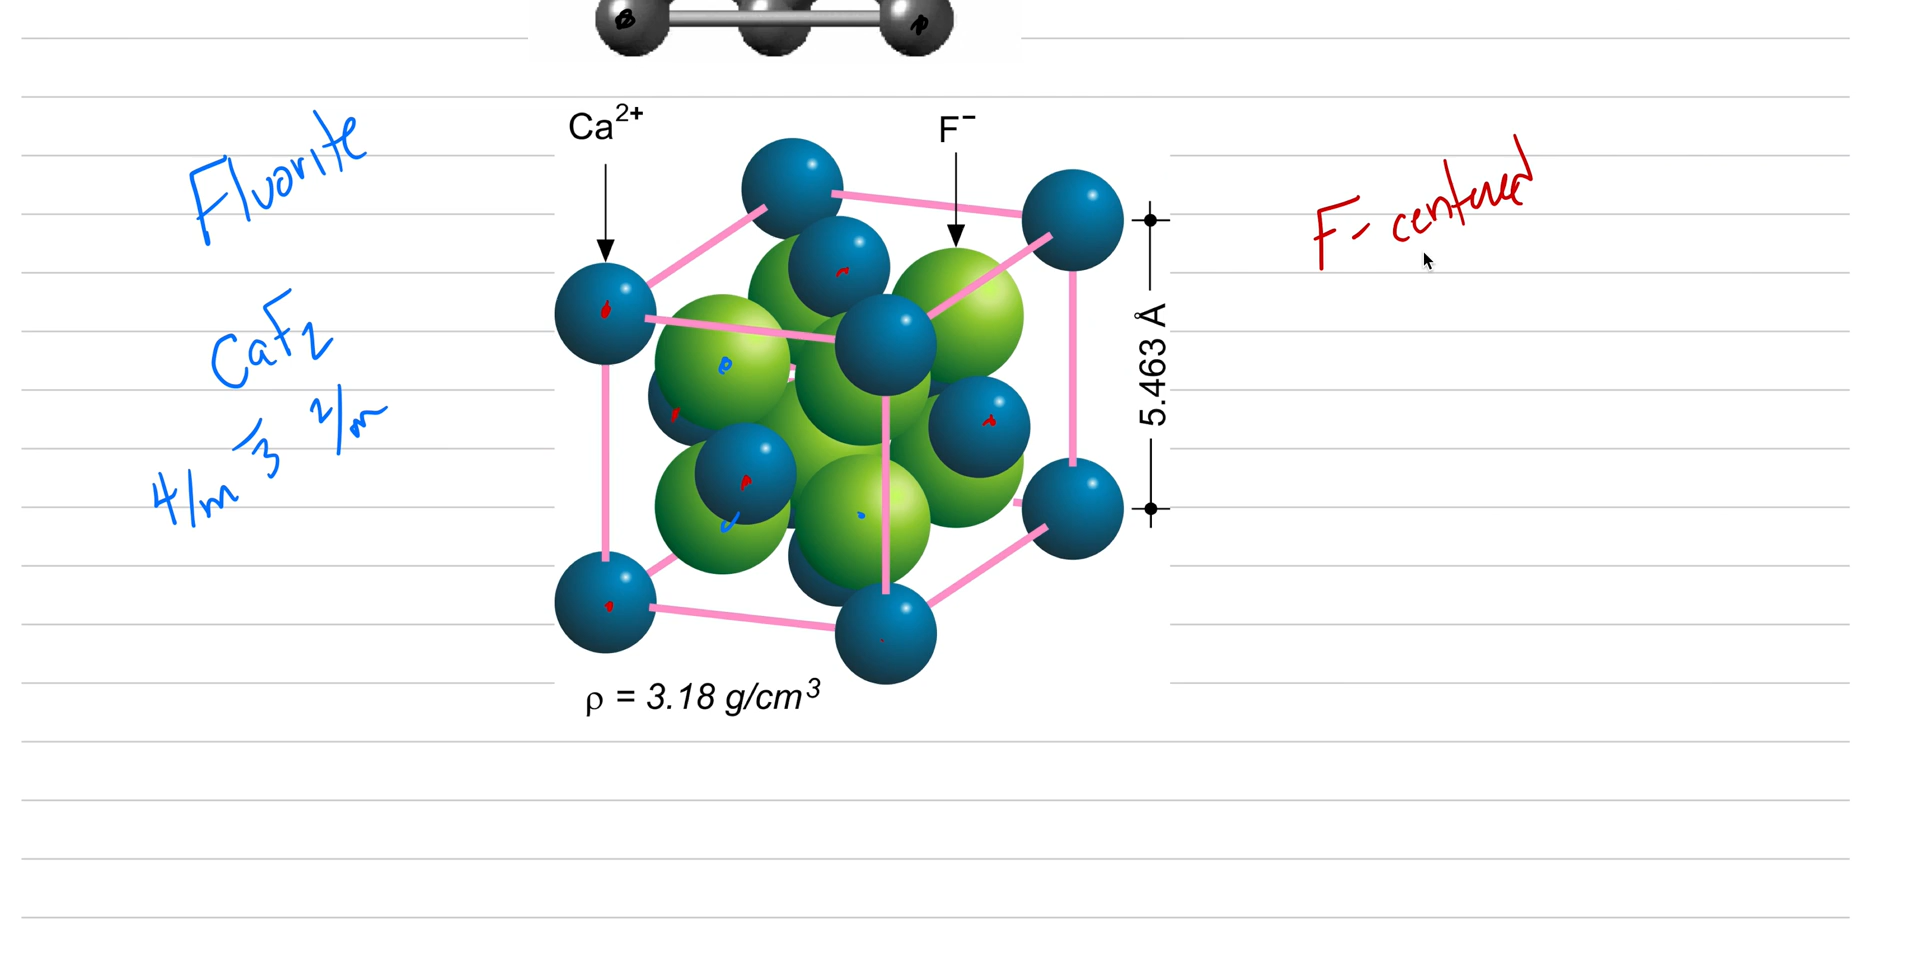 Ca2+
F−
Fluorite
F- centered
CaF2
5.463 Å
4/m 3̅ 2/m
ρ = 3.18 g/cm3